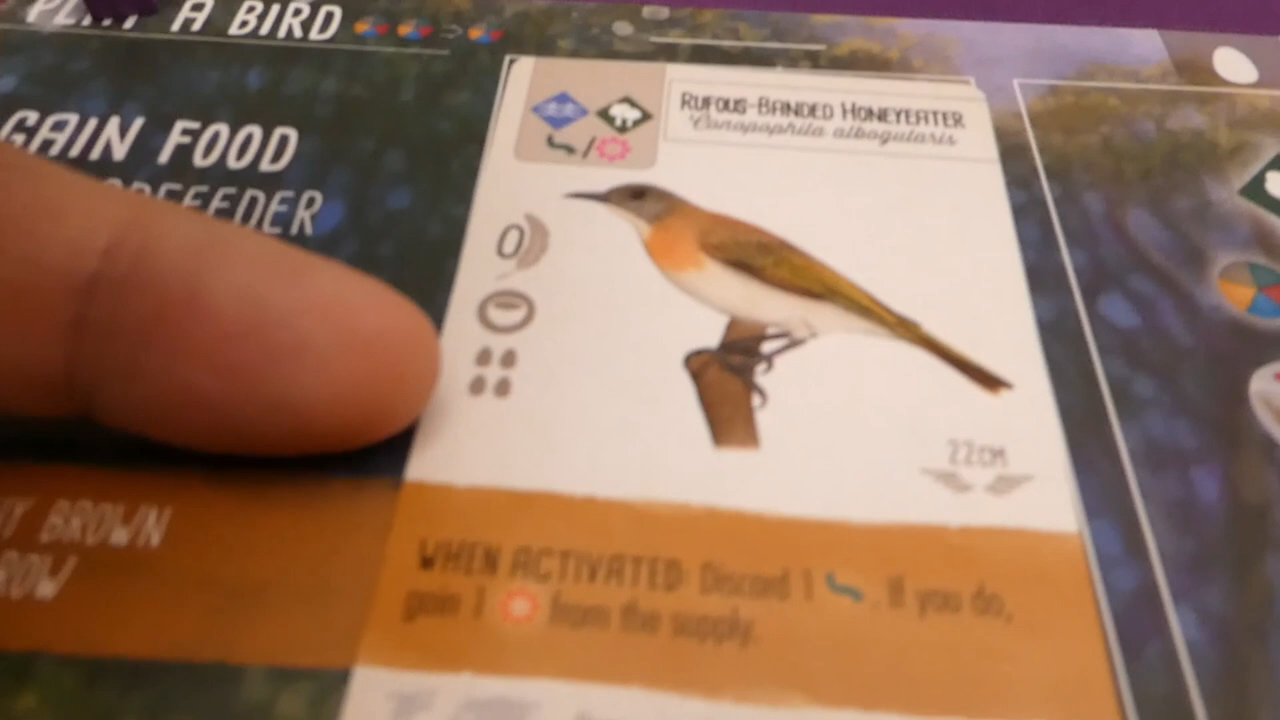 PLAY A BIRD
GAIN FOOD
RUFOUS-BANDED HONEYEATER
Conopophila albogularis
/
0
22CM
BROWN
ROW
WHEN ACTIVATED: Discard 1 . If you do,
gain 1 from the supply.